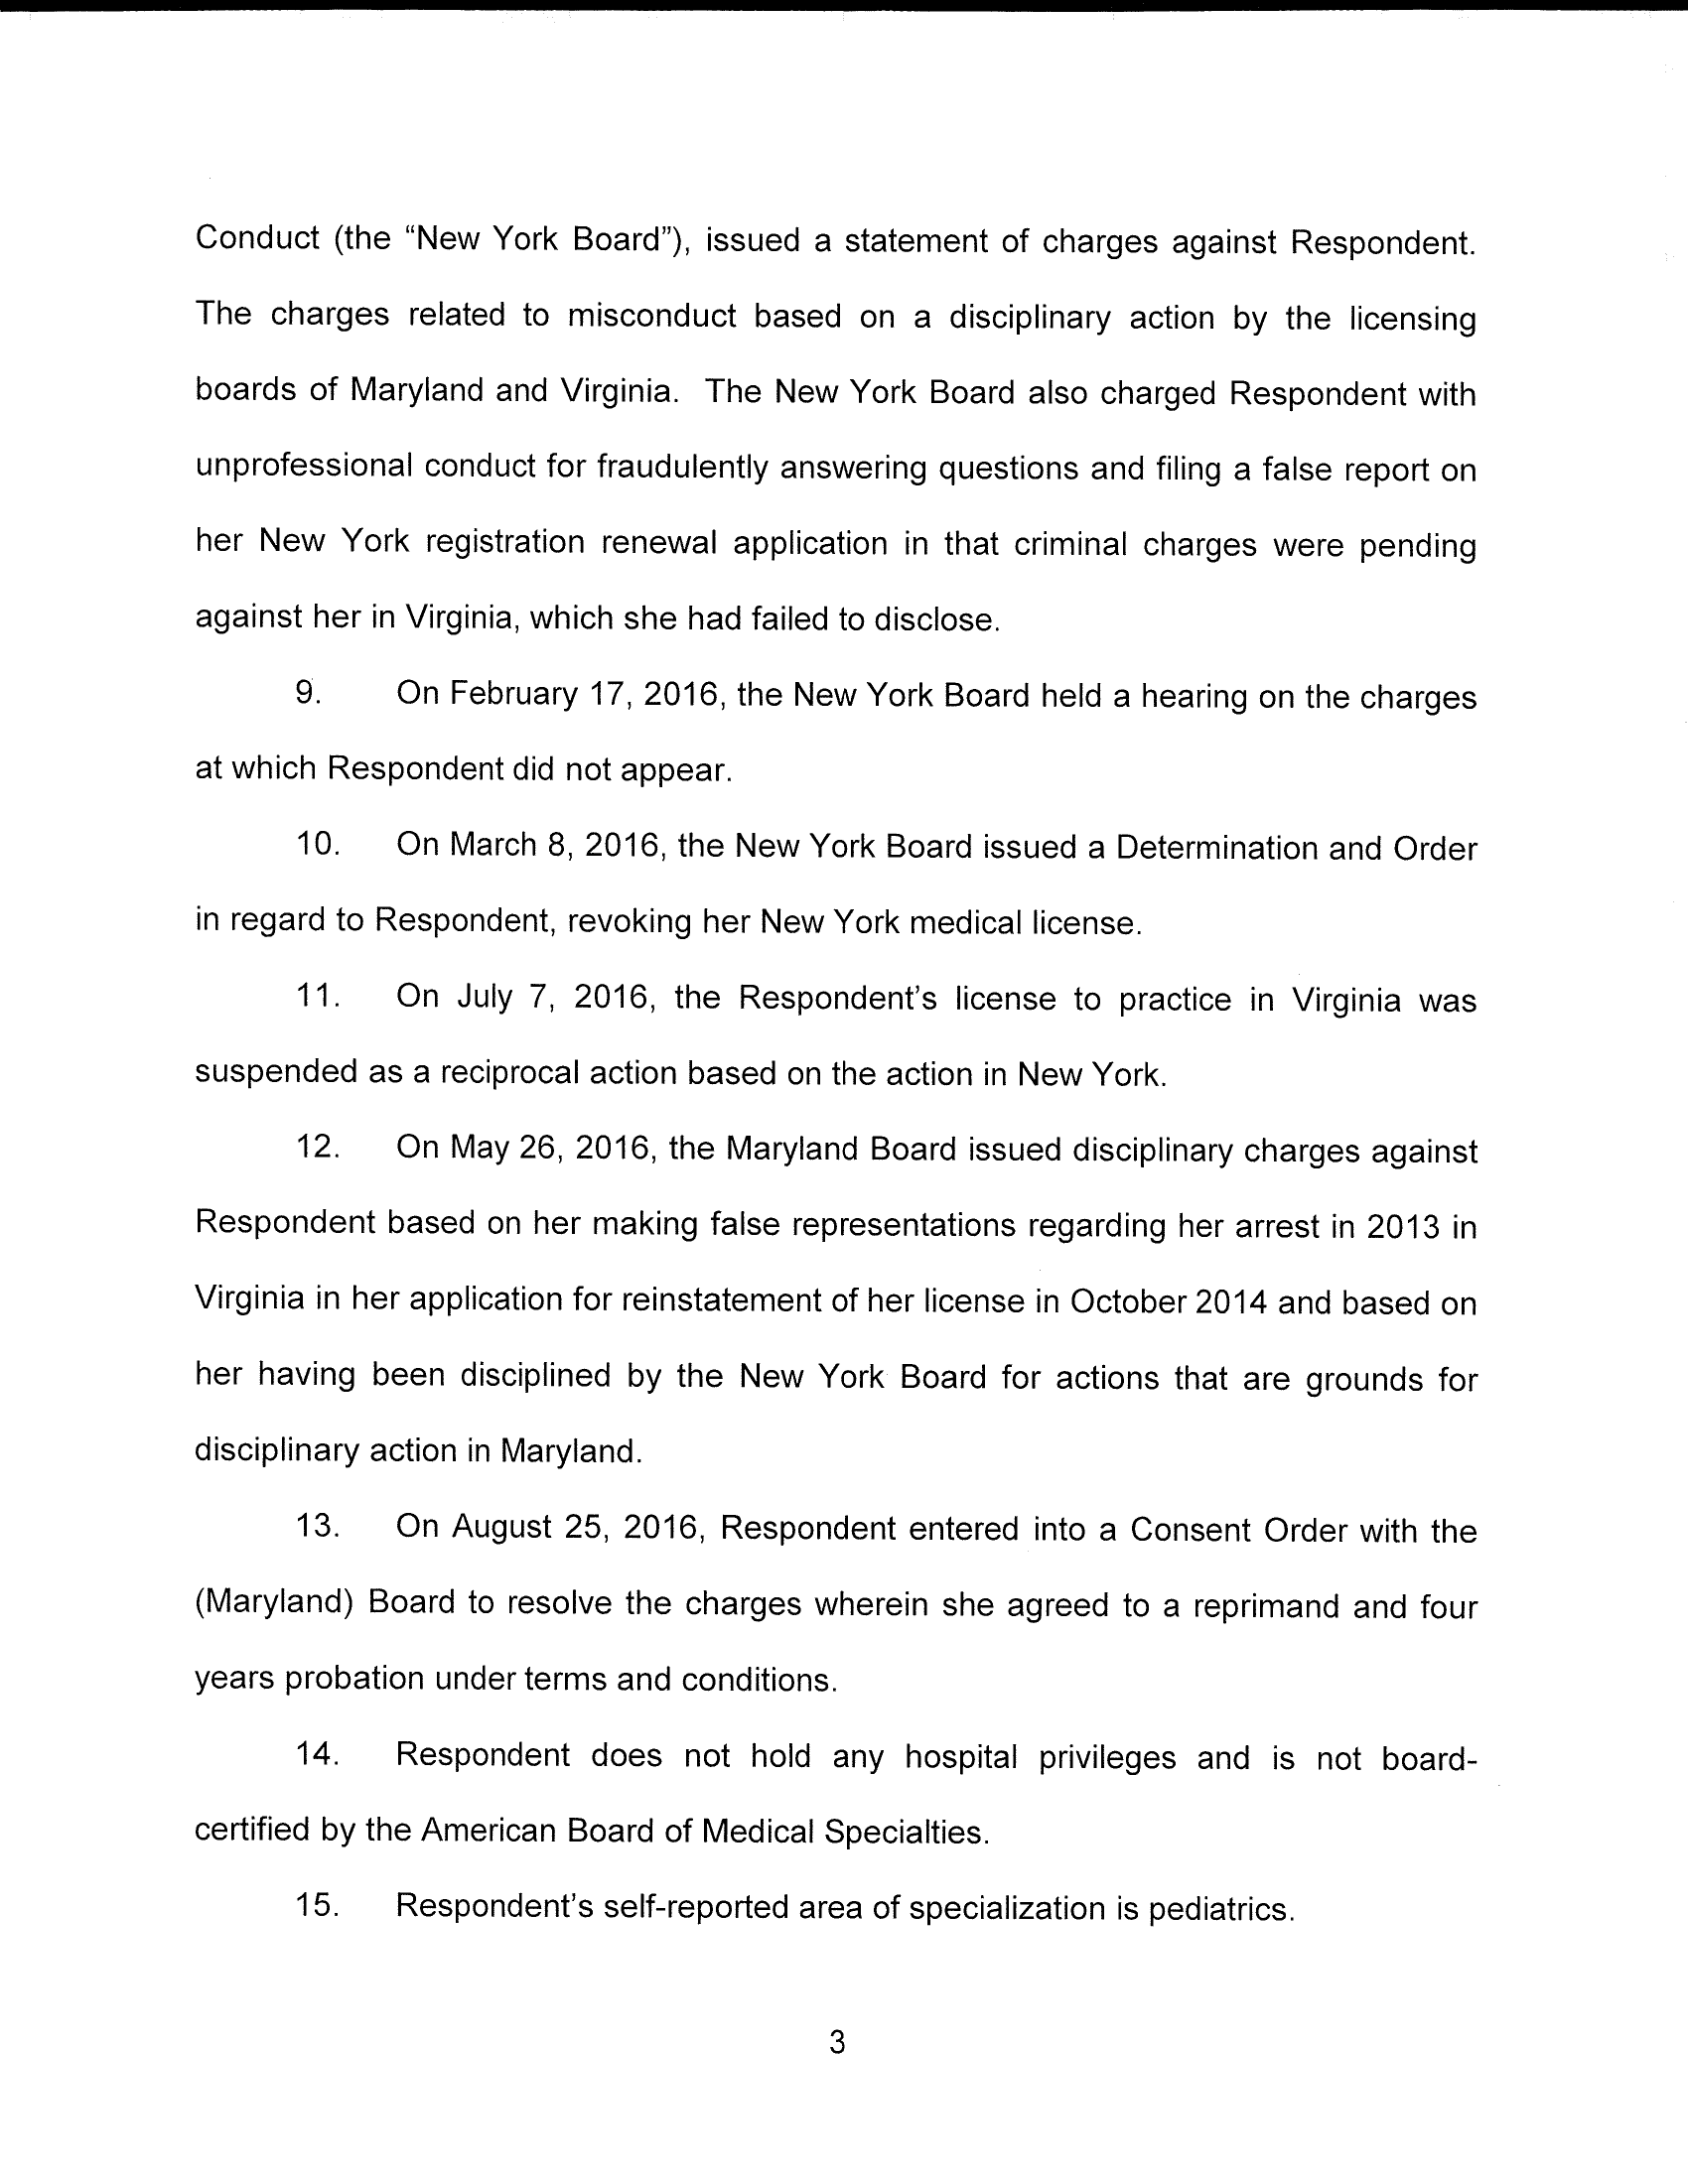 Conduct (the “New York Board”), issued a statement of charges against Respondent.
The charges related to misconduct based on a disciplinary action by the licensing
boards of Maryland and Virginia. The New York Board also charged Respondent with
unprofessional conduct for fraudulently answering questions and filing a false report on
her New York registration renewal application in that criminal charges were pending
against her in Virginia, which she had failed to disclose.
9. On February 17, 2016, the New York Board held a hearing on the charges
at which Respondent did not appear.
10. On March 8, 2016, the New York Board issued a Determination and Order
in regard to Respondent, revoking her New York medical license.
11. On July 7, 2016, the Respondent’s license to practice in Virginia was
suspended as a reciprocal action based on the action in New York.
12. On May 26, 2016, the Maryland Board issued disciplinary charges against
Respondent based on her making false representations regarding her arrest in 2013 in
Virginia in her application for reinstatement of her license in October 2014 and based on
her having been disciplined by the New York Board for actions that are grounds for
disciplinary action in Maryland.
13. On August 25, 2016, Respondent entered into a Consent Order with the
(Maryland) Board to resolve the charges wherein she agreed to a reprimand and four
years probation under terms and conditions.
14. Respondent does not hold any hospital privileges and is not board-
certified by the American Board of Medical Specialties.
15. Respondent’s self-reported area of specialization is pediatrics.
3